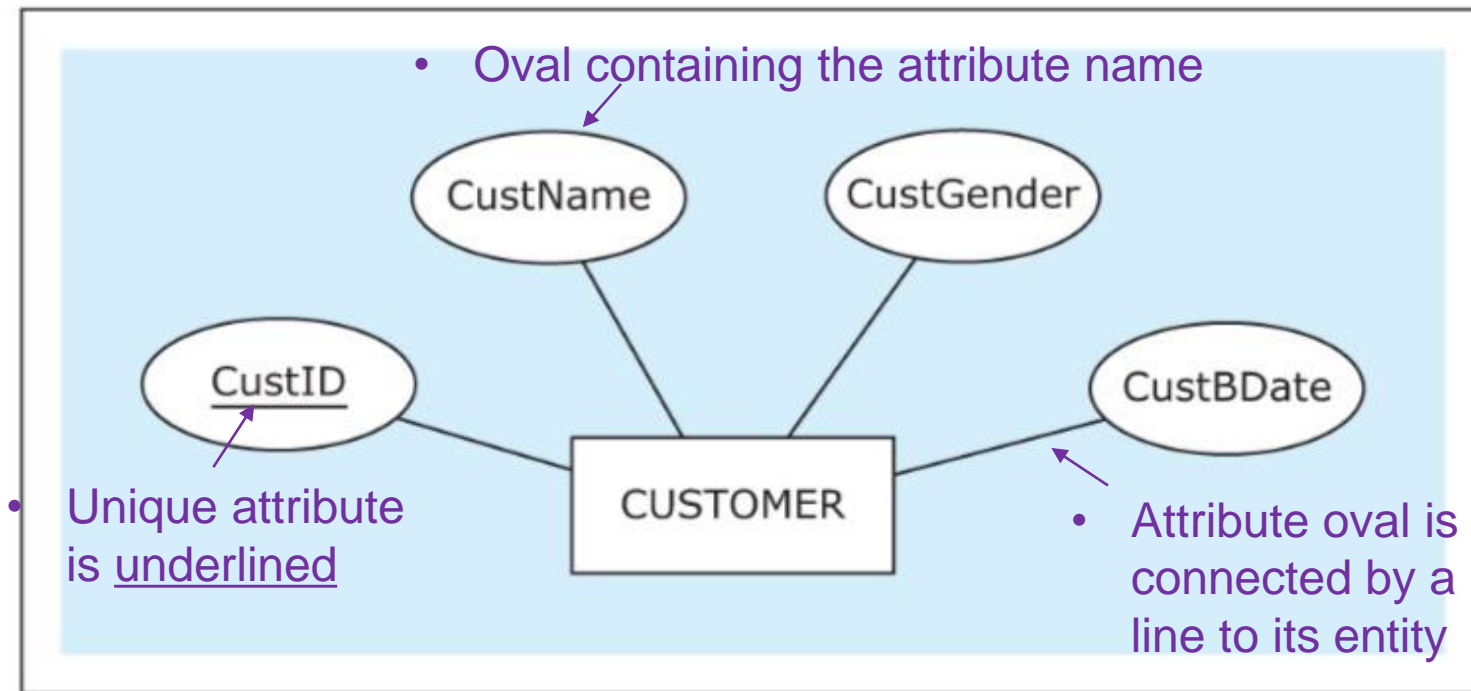 • Oval containing the attribute name
CustName
CustGender
CustID
CustBDate
CUSTOMER
• Unique attribute
is underlined
• Attribute oval is
connected by a
line to its entity